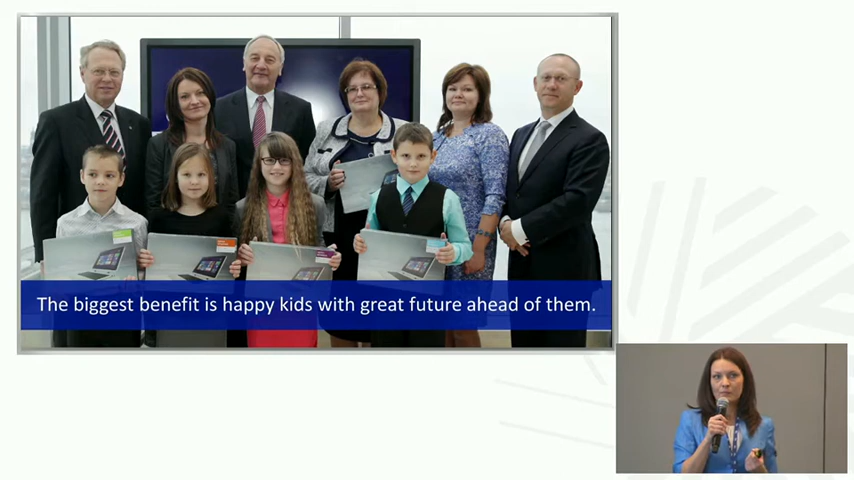 The biggest benefit is happy kids with great future ahead of them.